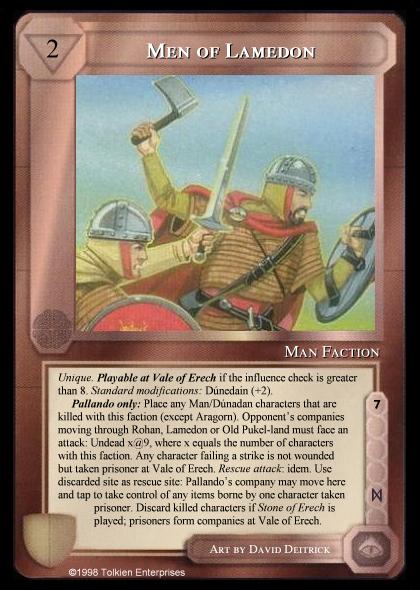 2
MEN OF LAMEDON
MAN FACTION
Unique. Playable at Vale of Erech if the influence check is greater
than 8. Standard modifications: Dúnedain (+2).
Pallando only: Place any Man/Dúnadan characters that are
killed with this faction (except Aragorn). Opponent's companies
moving through Rohan, Lamedon or Old Pukel-land must face an
attack: Undead x@9, where x equals the number of characters
with this faction. Any character failing a strike is not wounded
but taken prisoner at Vale of Erech. Rescue attack: idem. Use
discarded site as rescue site: Pallando's company may move here
and tap to take control of any items borne by one character taken
prisoner. Discard killed characters if Stone of Erech is
played; prisoners form companies at Vale of Erech.
7
ART BY DAVID DEITRICK
©1998 Tolkien Enterprises